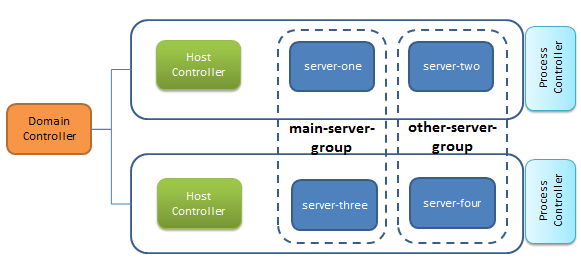 Host
Controller
server-one
server-two
Process
Controller
Domain
Controller
main-server-
group
other-server-
group
Host
Controller
server-three
server-four
Process
Controller